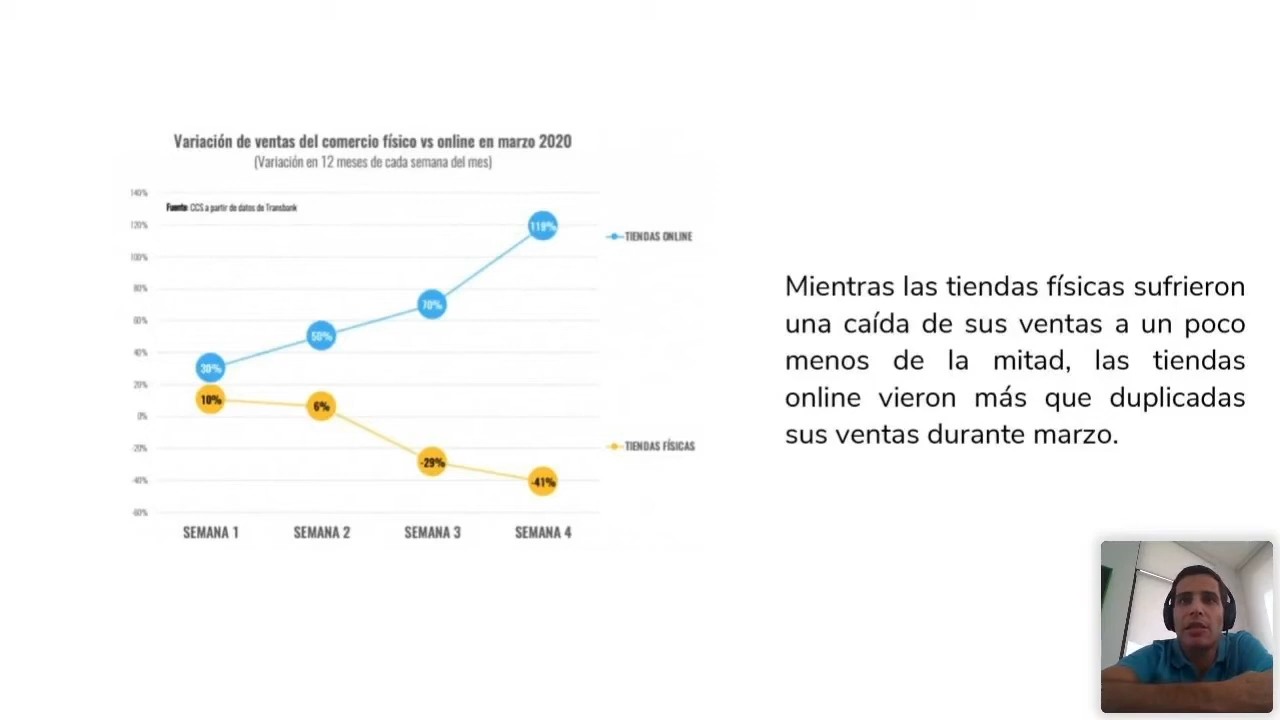 Variación de ventas del comercio físico vs online en marzo 2020
(Variación en 12 meses de cada semana del mes)
140%
Fuente: CCS a partir de datos de Transbank
120%
100%
80%
60%
40%
20%
0%
-20%
-40%
-60%
119%
70%
50%
30%
10%
6%
-29%
-41%
TIENDAS ONLINE
TIENDAS FÍSICAS
SEMANA 1 SEMANA 2 SEMANA 3 SEMANA 4
Mientras las tiendas físicas sufrieron
una caída de sus ventas a un poco
menos de la mitad, las tiendas
online vieron más que duplicadas
sus ventas durante marzo.